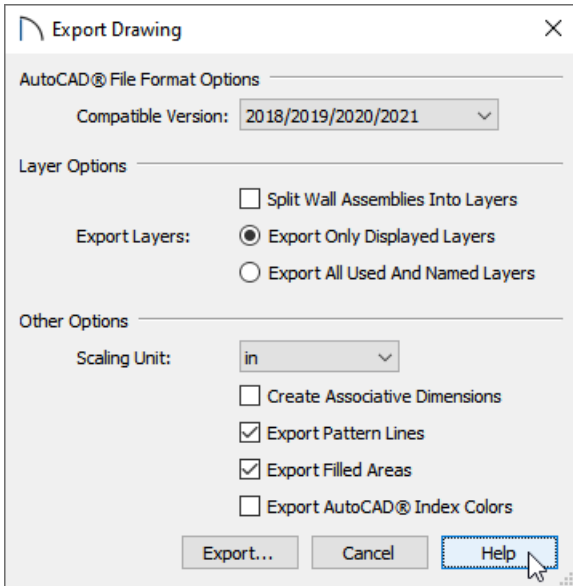 Export Drawing
AutoCAD® File Format Options
Compatible Version: 2018/2019/2020/2021
Layer Options
Split Wall Assemblies Into Layers
Export Layers: Export Only Displayed Layers
Export All Used And Named Layers
Other Options
Scaling Unit: in
Create Associative Dimensions
Export Pattern Lines
Export Filled Areas
Export AutoCAD® Index Colors
Export... Cancel Help